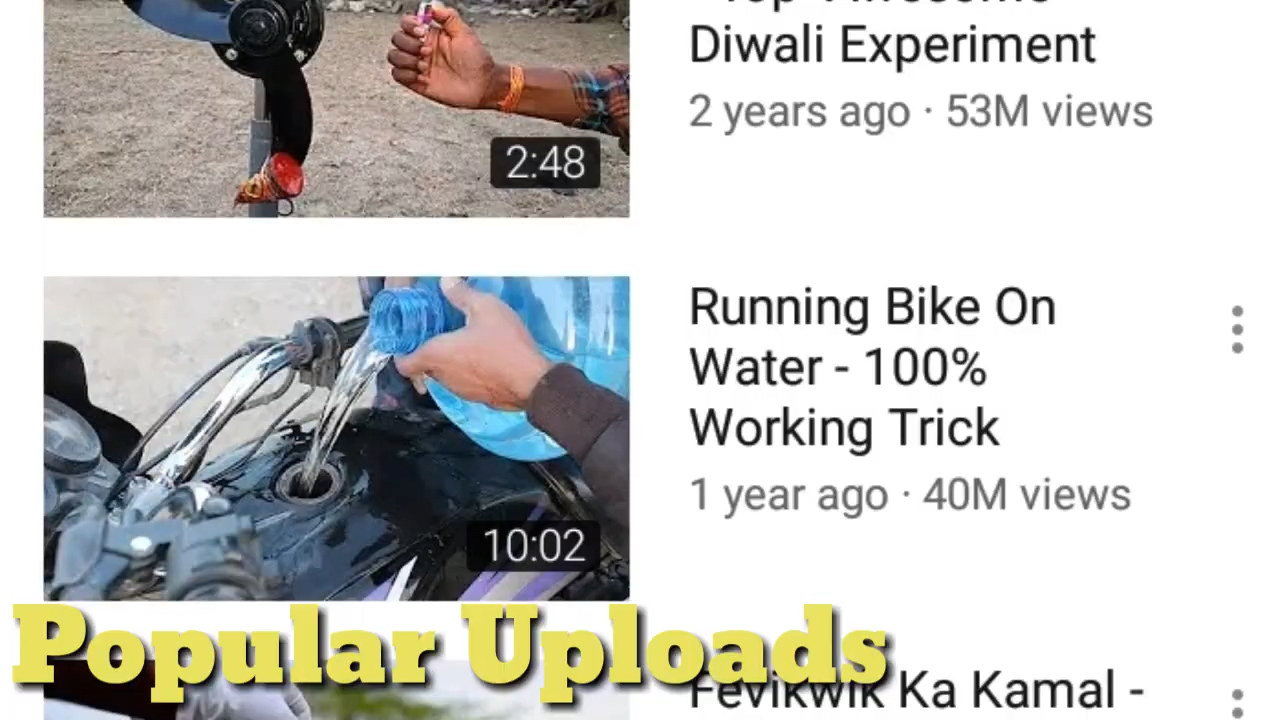 Diwali Experiment
2 years ago · 53M views
2:48
Running Bike On
Water - 100%
Working Trick
1 year ago · 40M views
10:02
Popular Uploads
Fevikwik Ka Kamal -